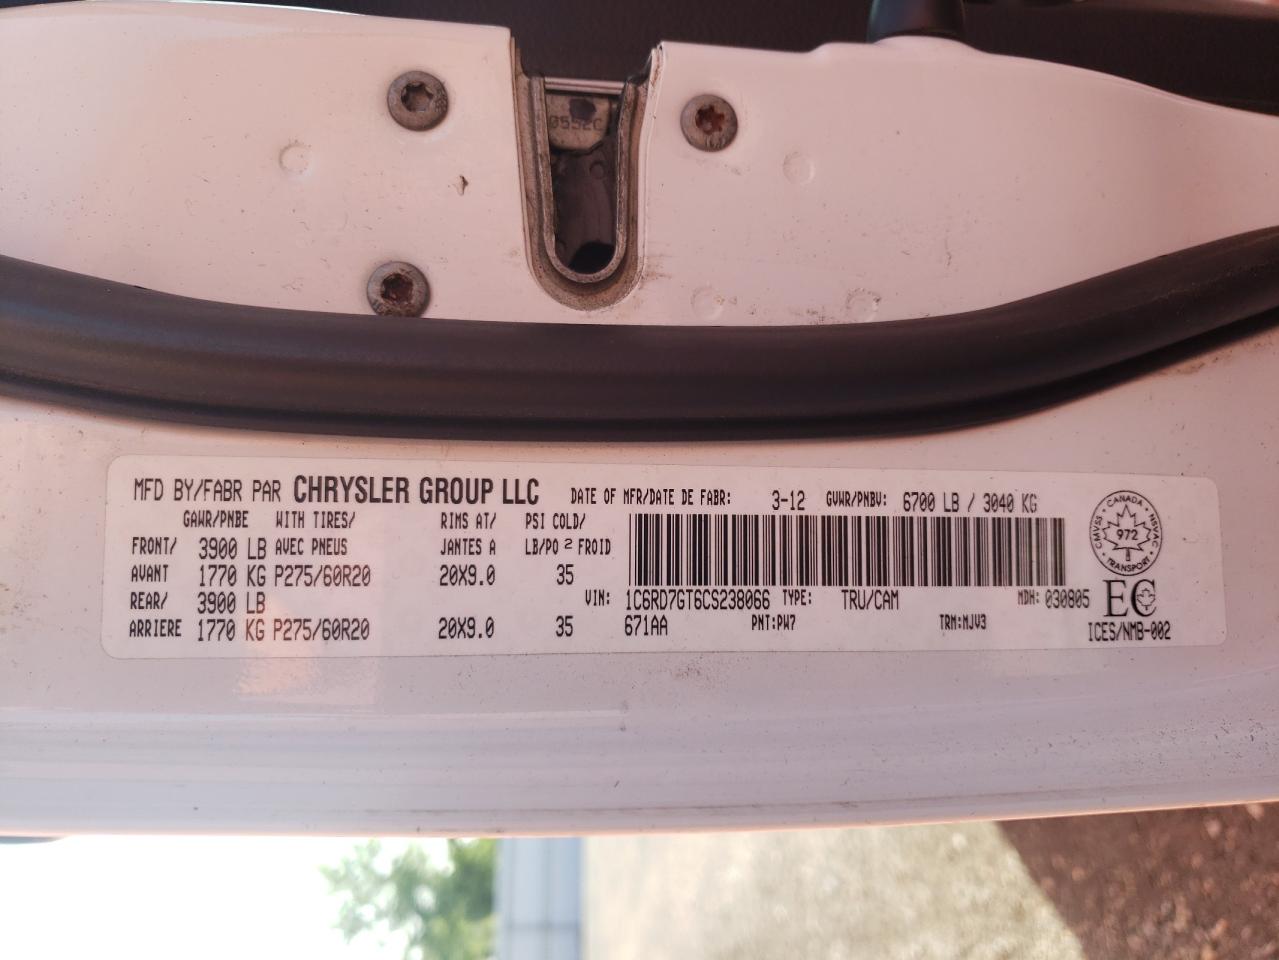 0552C
MFD BY/FABR PAR CHRYSLER GROUP LLC DATE OF MFR/DATE DE FABR: 3-12 GVWR/PNBV: 6700 LB / 3040 KG
GAWR/PNBE WITH TIRES/ RIMS AT/ PSI COLD/
FRONT/ 3900 LB AVEC PNEUS JANTES A LB/PO 2 FROID
AVANT 1770 KG P275/60R20 20X9.0 35
REAR/ 3900 LB VIN: 1C6RD7GT6CS238066 TYPE: TRU/CAM MDH: 030805
ARRIERE 1770 KG P275/60R20 20X9.0 35 671AA PNT:PW7 TRM:MJV3
CANADA
CMVSS 972 NSVAC
TRANSPORT
EC
ICES/NMB-002